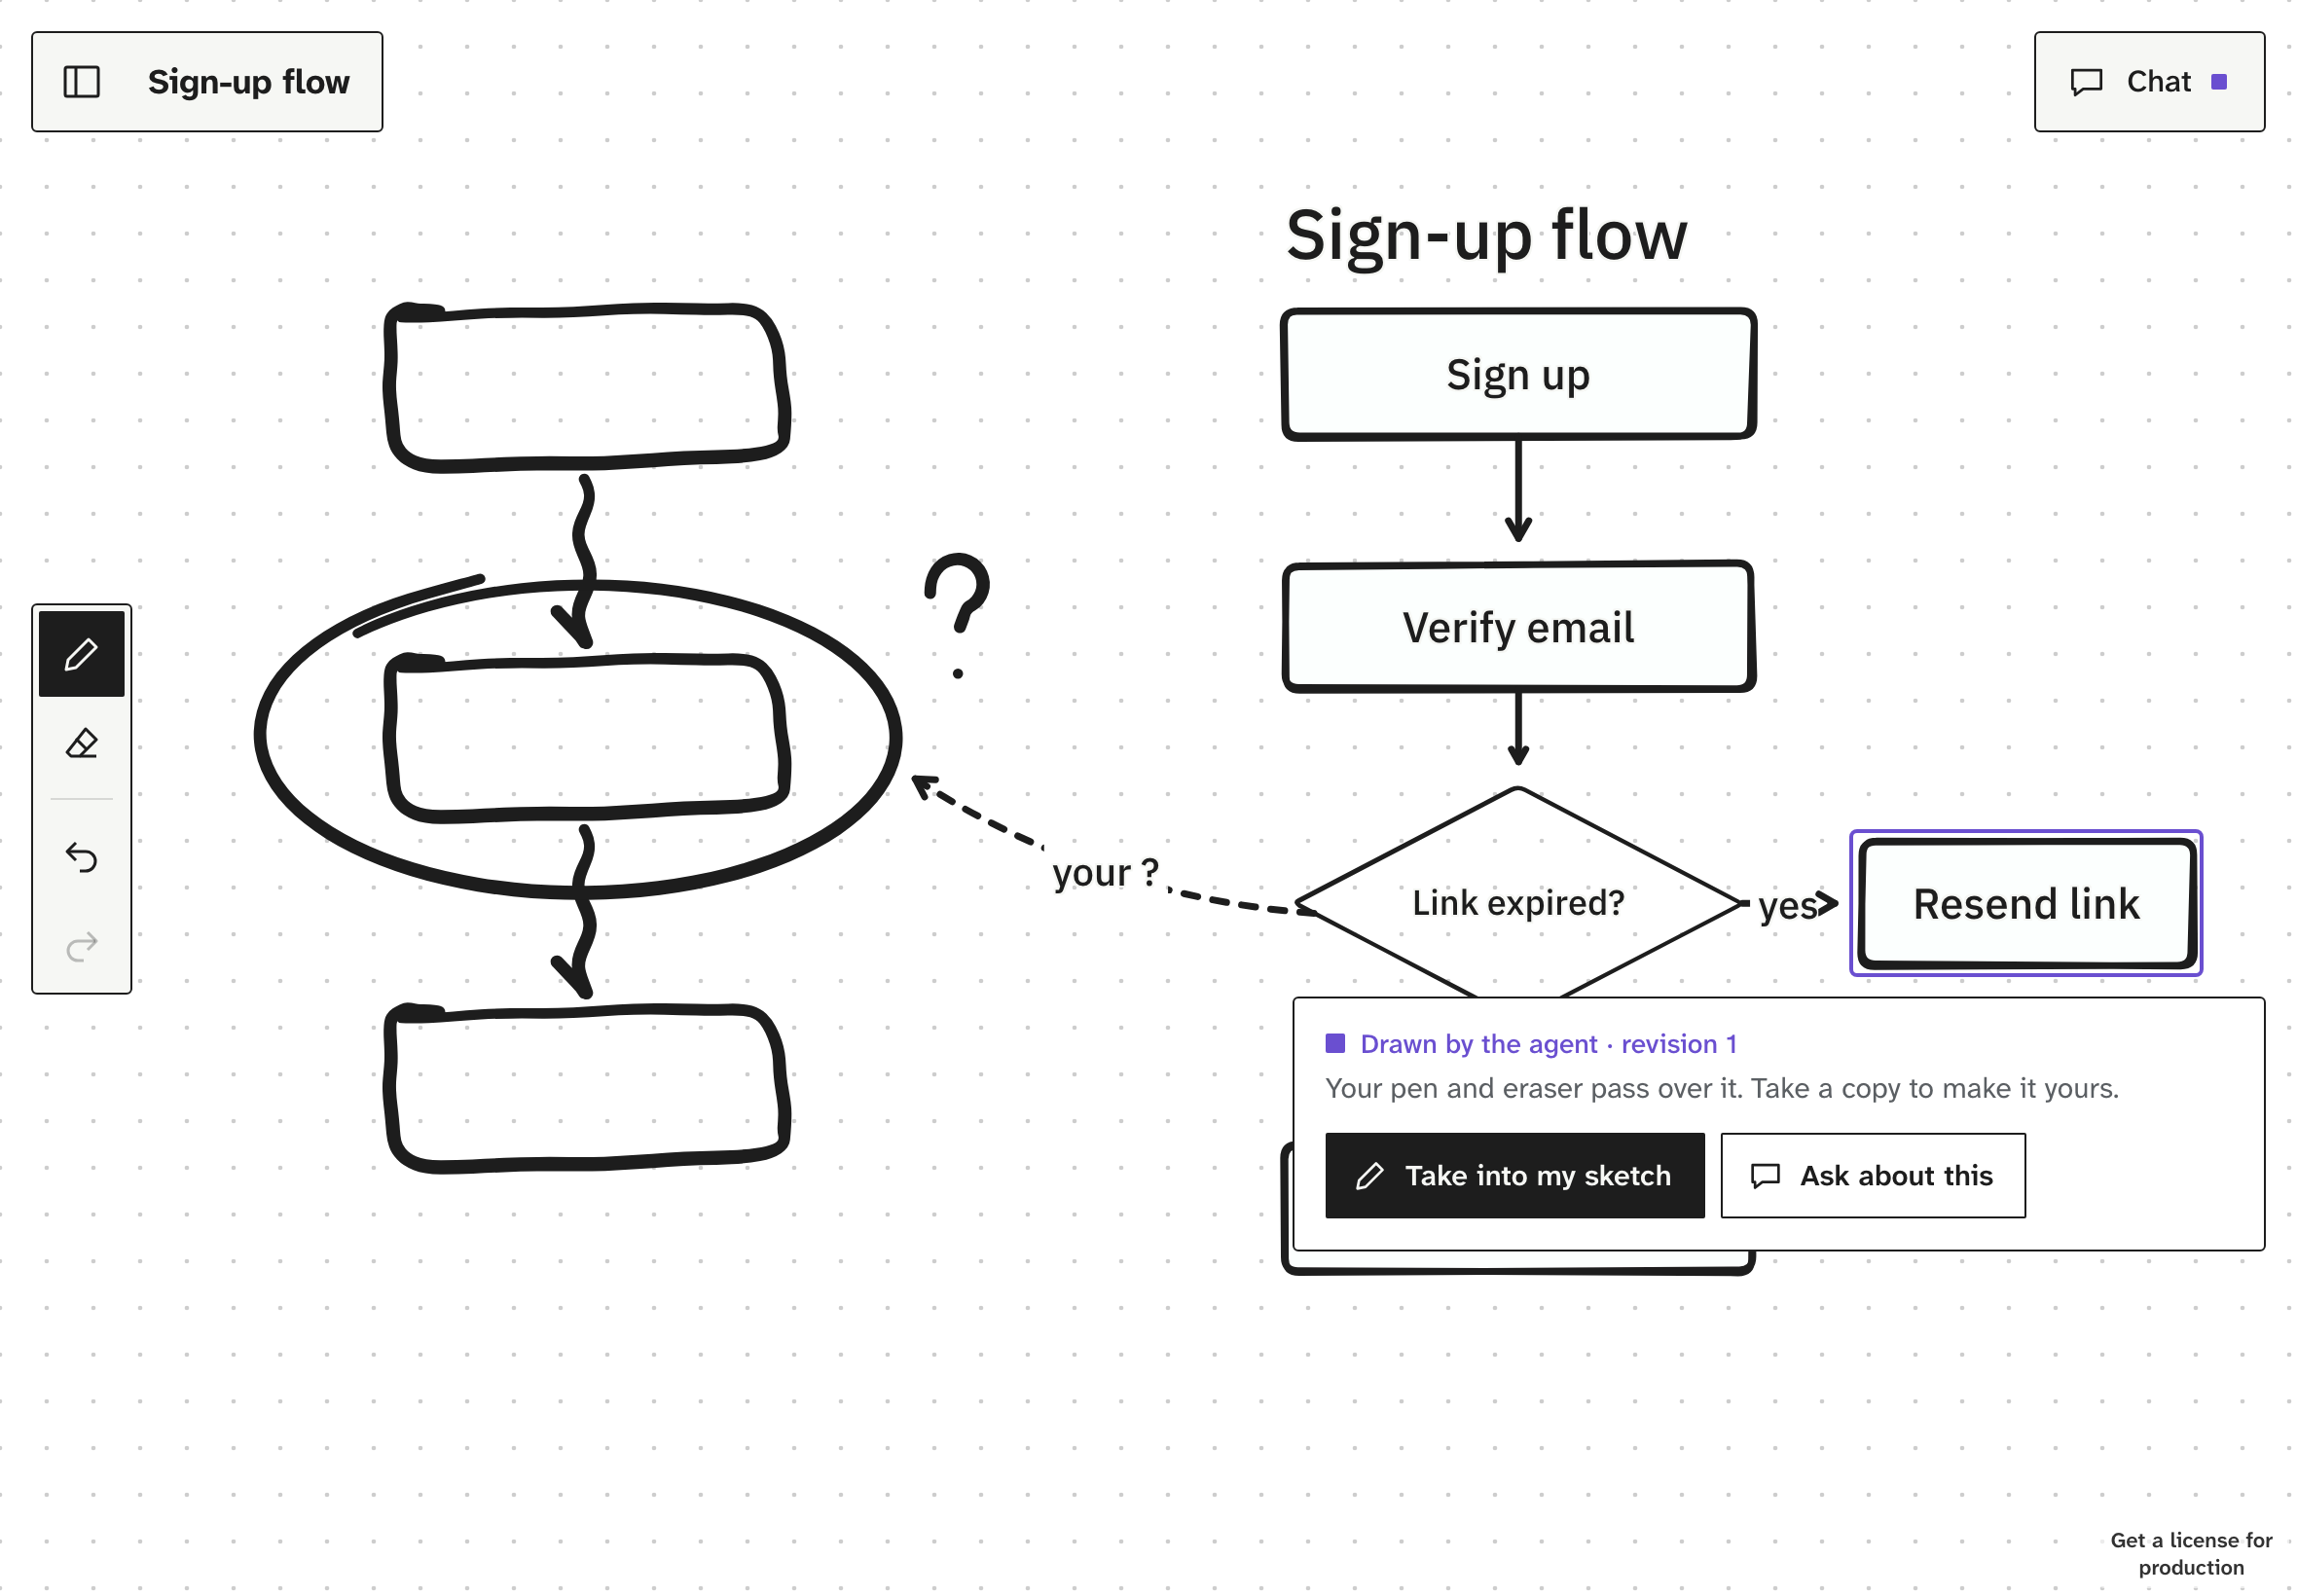 Sign-up flow
Chat
Sign-up flow
Sign up
?
Verify email
your ?
Link expired?
yes
Resend link
Drawn by the agent · revision 1
Your pen and eraser pass over it. Take a copy to make it yours.
Take into my sketch
Ask about this
Get a license for
production